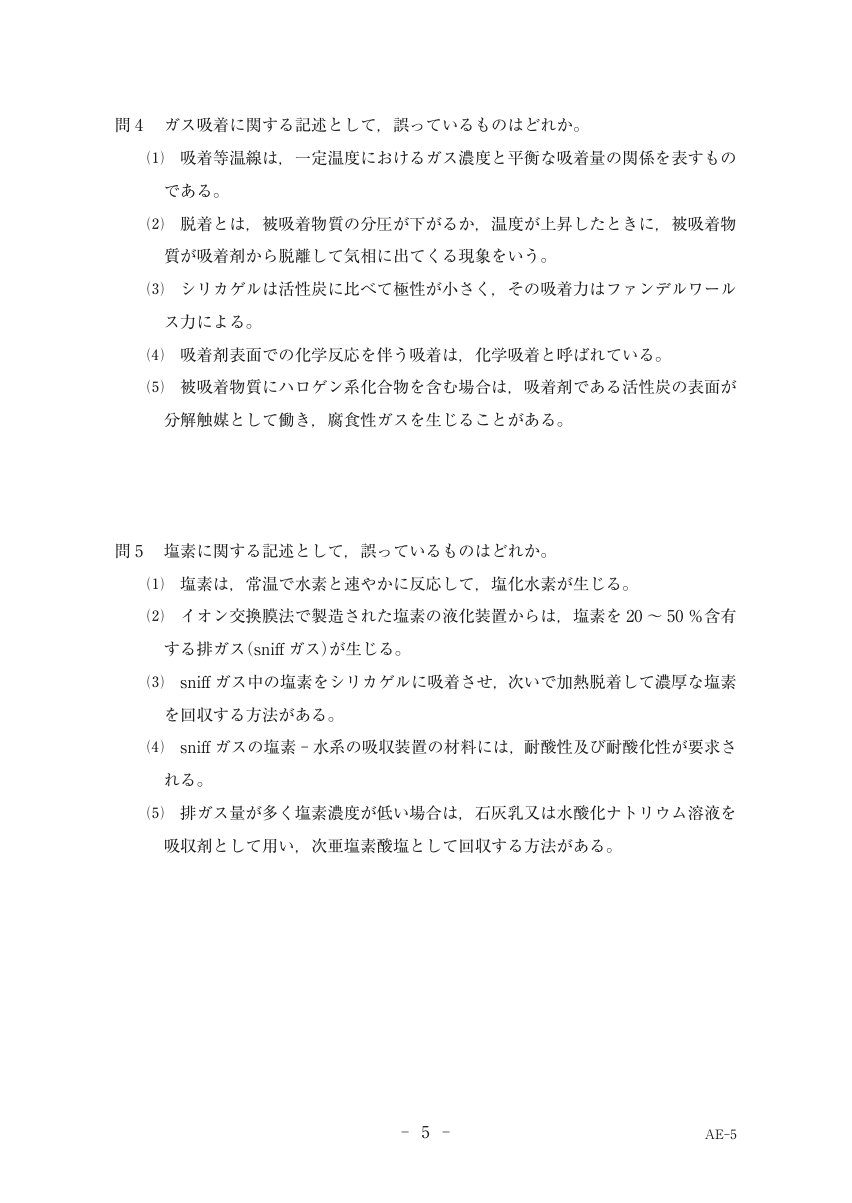 問4　ガス吸着に関する記述として，誤っているものはどれか。
⑴　吸着等温線は，一定温度におけるガス濃度と平衡な吸着量の関係を表すもの
である。
⑵　脱着とは，被吸着物質の分圧が下がるか，温度が上昇したときに，被吸着物
質が吸着剤から脱離して気相に出てくる現象をいう。
⑶　シリカゲルは活性炭に比べて極性が小さく，その吸着力はファンデルワール
ス力による。
⑷　吸着剤表面での化学反応を伴う吸着は，化学吸着と呼ばれている。
⑸　被吸着物質にハロゲン系化合物を含む場合は，吸着剤である活性炭の表面が
分解触媒として働き，腐食性ガスを生じることがある。
問5　塩素に関する記述として，誤っているものはどれか。
⑴　塩素は，常温で水素と速やかに反応して，塩化水素が生じる。
⑵　イオン交換膜法で製造された塩素の液化装置からは，塩素を 20 ～ 50 %含有
する排ガス(sniff ガス)が生じる。
⑶　sniff ガス中の塩素をシリカゲルに吸着させ，次いで加熱脱着して濃厚な塩素
を回収する方法がある。
⑷　sniff ガスの塩素－水系の吸収装置の材料には，耐酸性及び耐酸化性が要求さ
れる。
⑸　排ガス量が多く塩素濃度が低い場合は，石灰乳又は水酸化ナトリウム溶液を
吸収剤として用い，次亜塩素酸塩として回収する方法がある。
－ 5 －
AE-5